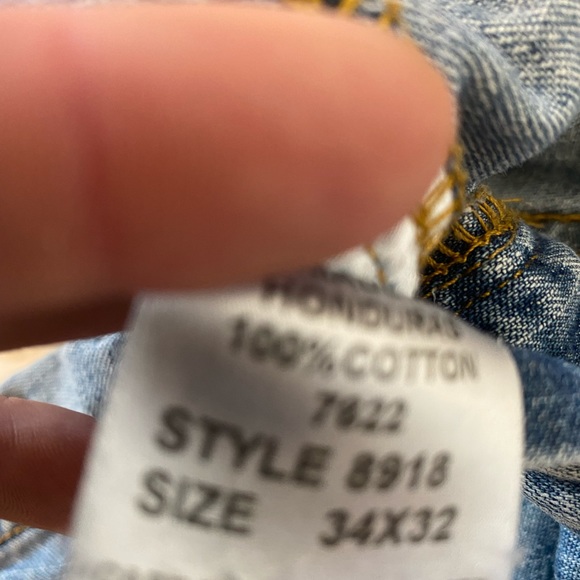 HONDURAS
100% COTTON
7622
STYLE 8918
SIZE 34X32